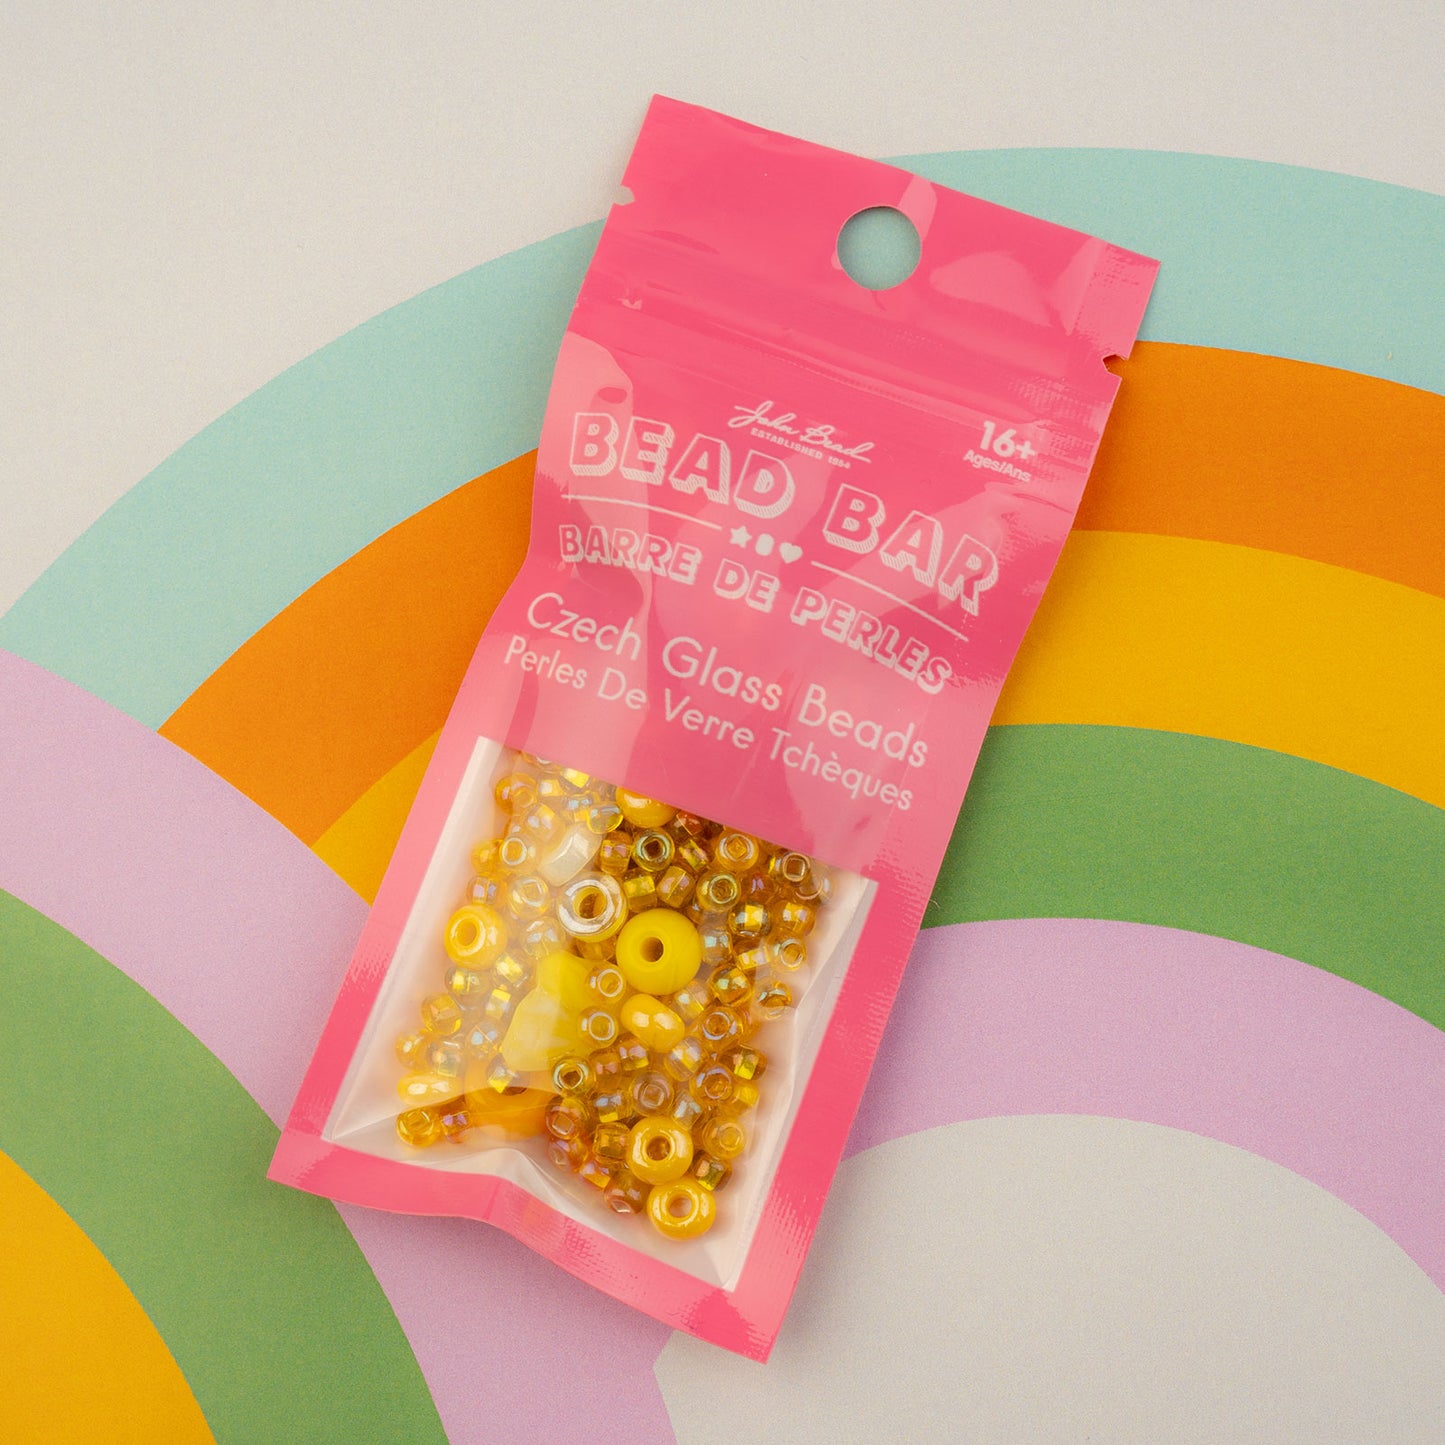 John Bead
ESTABLISHED 1954
16+
Ages/Ans
BEAD BAR
BARRE DE PERLES
Czech Glass Beads
Perles De Verre Tchèques